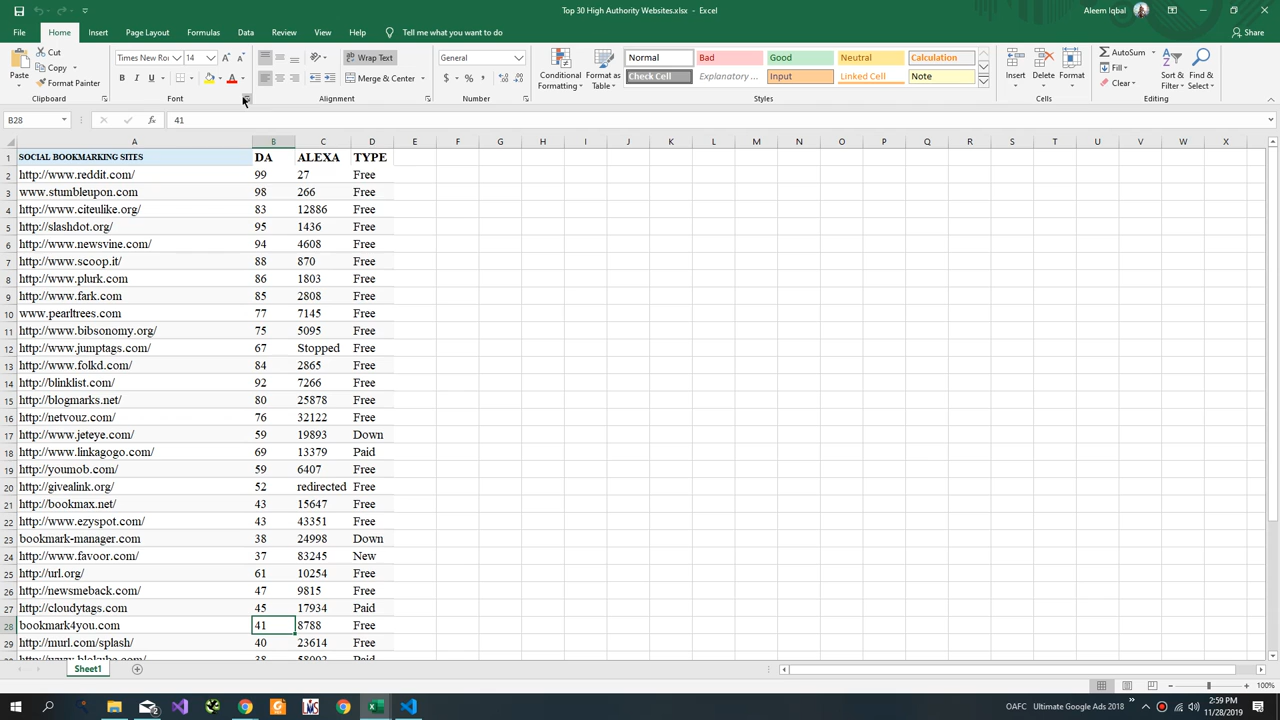 Top 30 High Authority Websites.xlsx - Excel
Aleem Iqbal
File Home Insert Page Layout Formulas Data Review View Help Tell me what you want to do Share
Paste
Cut
Copy
Format Painter
Clipboard
Times New Ro 14
B I U
Font
Wrap Text
Merge & Center
Alignment
General
$ % ,
Number
Conditional Formatting
Format as Table
Normal Bad Good Neutral Calculation
Check Cell Explanatory ... Input Linked Cell Note
Styles
Insert Delete Format
Cells
AutoSum
Fill
Clear
Sort & Filter
Find & Select
Editing
B28 fx 41
A B C D E F G H I J K L M N O P Q R S T U V W X
1 SOCIAL BOOKMARKING SITES DA ALEXA TYPE
2 http://www.reddit.com/ 99 27 Free
3 www.stumbleupon.com 98 266 Free
4 http://www.citeulike.org/ 83 12886 Free
5 http://slashdot.org/ 95 1436 Free
6 http://www.newsvine.com/ 94 4608 Free
7 http://www.scoop.it/ 88 870 Free
8 http://www.plurk.com 86 1803 Free
9 http://www.fark.com 85 2808 Free
10 www.pearltrees.com 77 7145 Free
11 http://www.bibsonomy.org/ 75 5095 Free
12 http://www.jumptags.com/ 67 Stopped Free
13 http://www.folkd.com/ 84 2865 Free
14 http://blinklist.com/ 92 7266 Free
15 http://blogmarks.net/ 80 25878 Free
16 http://netvouz.com/ 76 32122 Free
17 http://www.jeteye.com/ 59 19893 Down
18 http://www.linkagogo.com/ 69 13379 Paid
19 http://youmob.com/ 59 6407 Free
20 http://givealink.org/ 52 redirected Free
21 http://bookmax.net/ 43 15647 Free
22 http://www.ezyspot.com/ 43 43351 Free
23 bookmark-manager.com 38 24998 Down
24 http://www.favoor.com/ 37 83245 New
25 http://url.org/ 61 10254 Free
26 http://newsmeback.com/ 47 9815 Free
27 http://cloudytags.com 45 17934 Paid
28 bookmark4you.com 41 8788 Free
29 http://murl.com/splash/ 40 23614 Free
Sheet1
100%
OAFC Ultimate Google Ads 2018
2:59 PM
11/28/2019